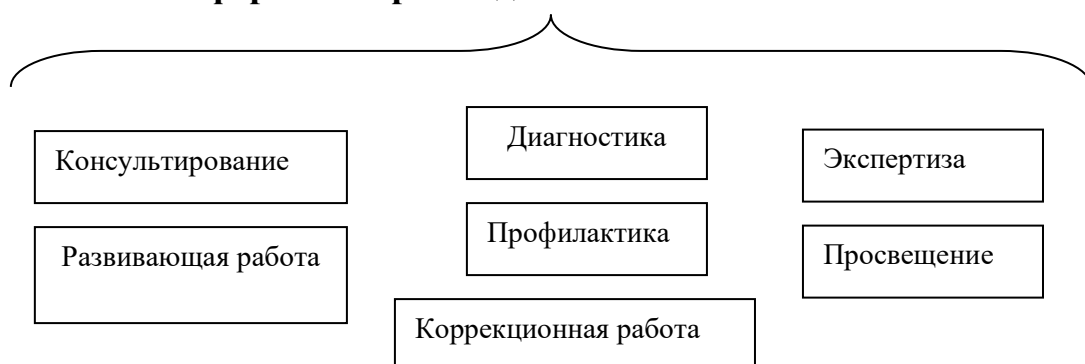 Диагностика
Консультирование
Экспертиза
Профилактика
Развивающая работа
Просвещение
Коррекционная работа